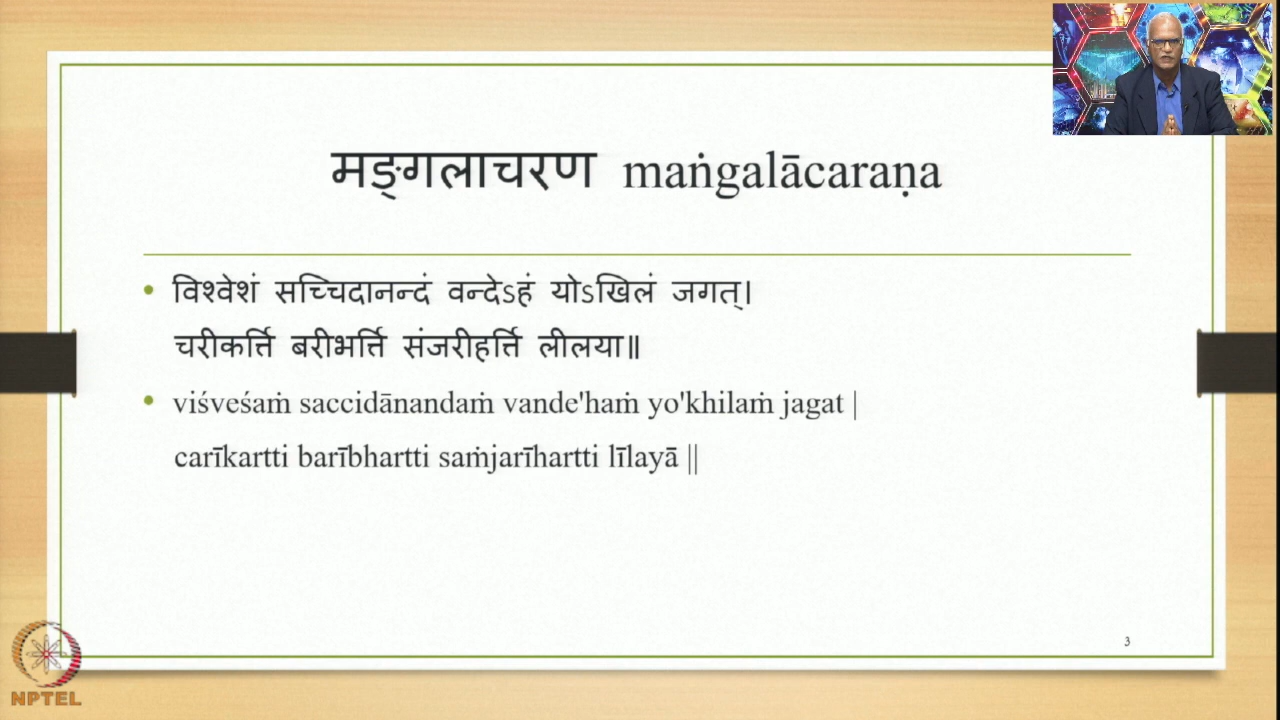 मङ्गलाचरण maṅgalācaraṇa
• विश्वेशं सच्चिदानन्दं वन्देऽहं योऽखिलं जगत्।
चरीकर्त्ति बरीभर्त्ति संजरीहर्त्ति लीलया॥
• viśveśaṁ saccidānandaṁ vande'haṁ yo'khilaṁ jagat |
carīkartti barībhartti saṁjarīhartti līlayā ||
3
NPTEL